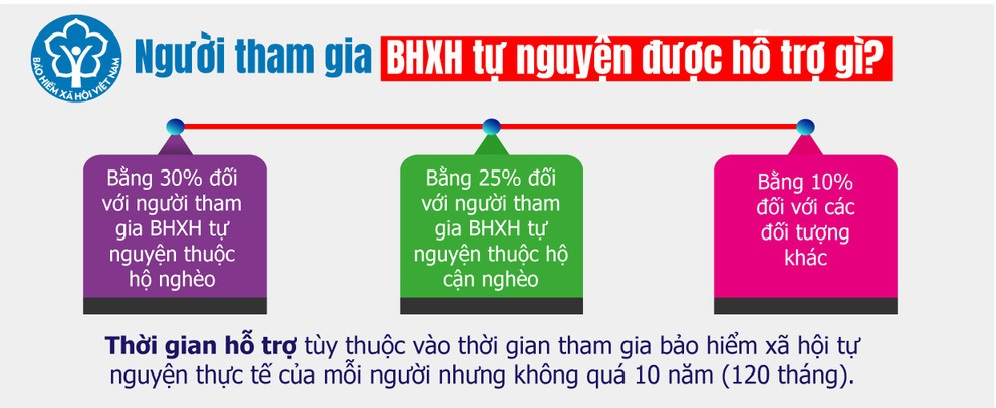 BẢO HIỂM XÃ HỘI VIỆT NAM
Người tham gia BHXH tự nguyện được hỗ trợ gì?
Bằng 30% đối
với người tham
gia BHXH tự
nguyện thuộc
hộ nghèo
Bằng 25% đối
với người tham
gia BHXH tự
nguyện thuộc hộ
cận nghèo
Bằng 10%
đối với các
đối tượng
khác
Thời gian hỗ trợ tùy thuộc vào thời gian tham gia bảo hiểm xã hội tự
nguyện thực tế của mỗi người nhưng không quá 10 năm (120 tháng).